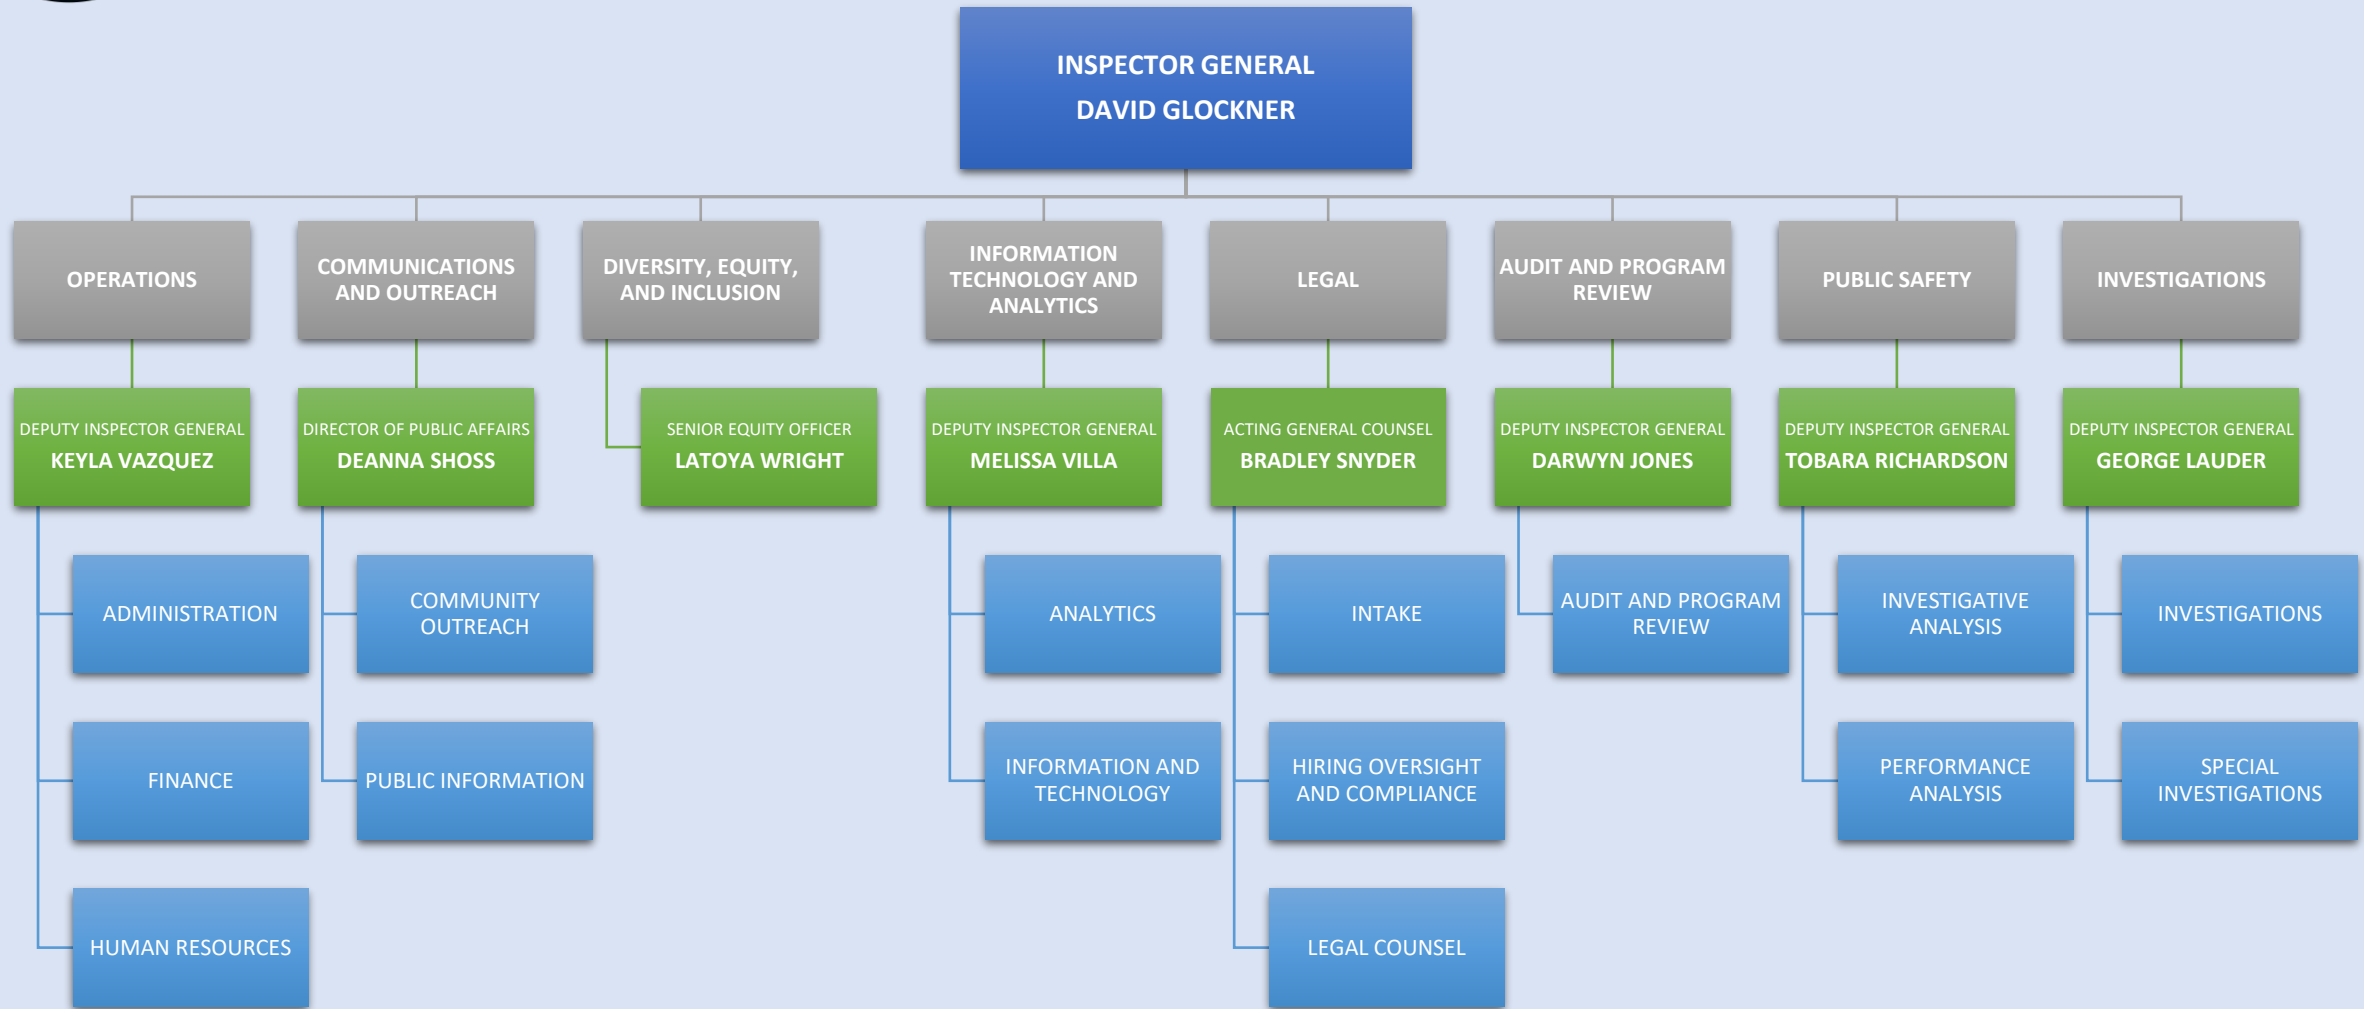 INSPECTOR GENERAL
DAVID GLOCKNER
OPERATIONS
COMMUNICATIONS
AND OUTREACH
DIVERSITY, EQUITY,
AND INCLUSION
INFORMATION
TECHNOLOGY AND
ANALYTICS
LEGAL
AUDIT AND PROGRAM
REVIEW
PUBLIC SAFETY
INVESTIGATIONS
DEPUTY INSPECTOR GENERAL
KEYLA VAZQUEZ
DIRECTOR OF PUBLIC AFFAIRS
DEANNA SHOSS
SENIOR EQUITY OFFICER
LATOYA WRIGHT
DEPUTY INSPECTOR GENERAL
MELISSA VILLA
ACTING GENERAL COUNSEL
BRADLEY SNYDER
DEPUTY INSPECTOR GENERAL
DARWYN JONES
DEPUTY INSPECTOR GENERAL
TOBARA RICHARDSON
DEPUTY INSPECTOR GENERAL
GEORGE LAUDER
ADMINISTRATION
COMMUNITY
OUTREACH
ANALYTICS
INTAKE
AUDIT AND PROGRAM
REVIEW
INVESTIGATIVE
ANALYSIS
INVESTIGATIONS
FINANCE
PUBLIC INFORMATION
INFORMATION AND
TECHNOLOGY
HIRING OVERSIGHT
AND COMPLIANCE
PERFORMANCE
ANALYSIS
SPECIAL
INVESTIGATIONS
HUMAN RESOURCES
LEGAL COUNSEL